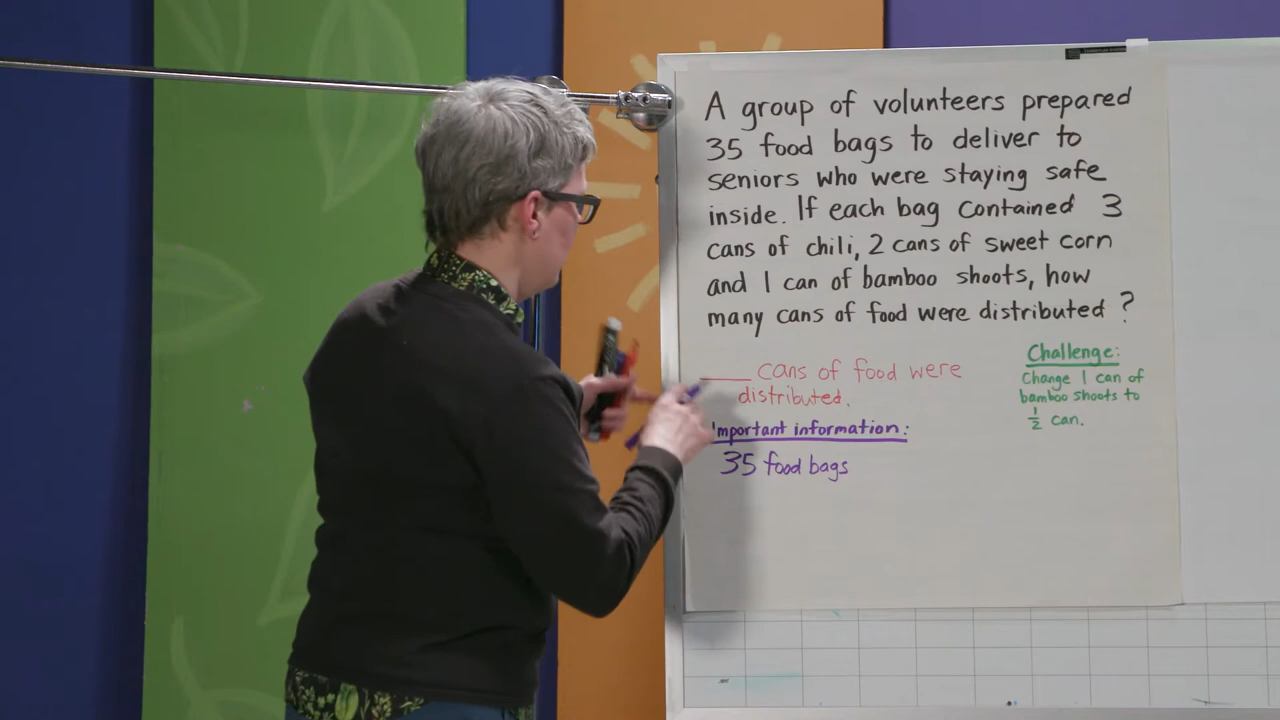 A group of volunteers prepared
35 food bags to deliver to
seniors who were staying safe
inside. If each bag contained 3
cans of chili, 2 cans of sweet corn
and 1 can of bamboo shoots, how
many cans of food were distributed?
___ cans of food were
distributed.
Important information:
35 food bags
Challenge:
Change 1 can of
bamboo shoots to
1/2 can.